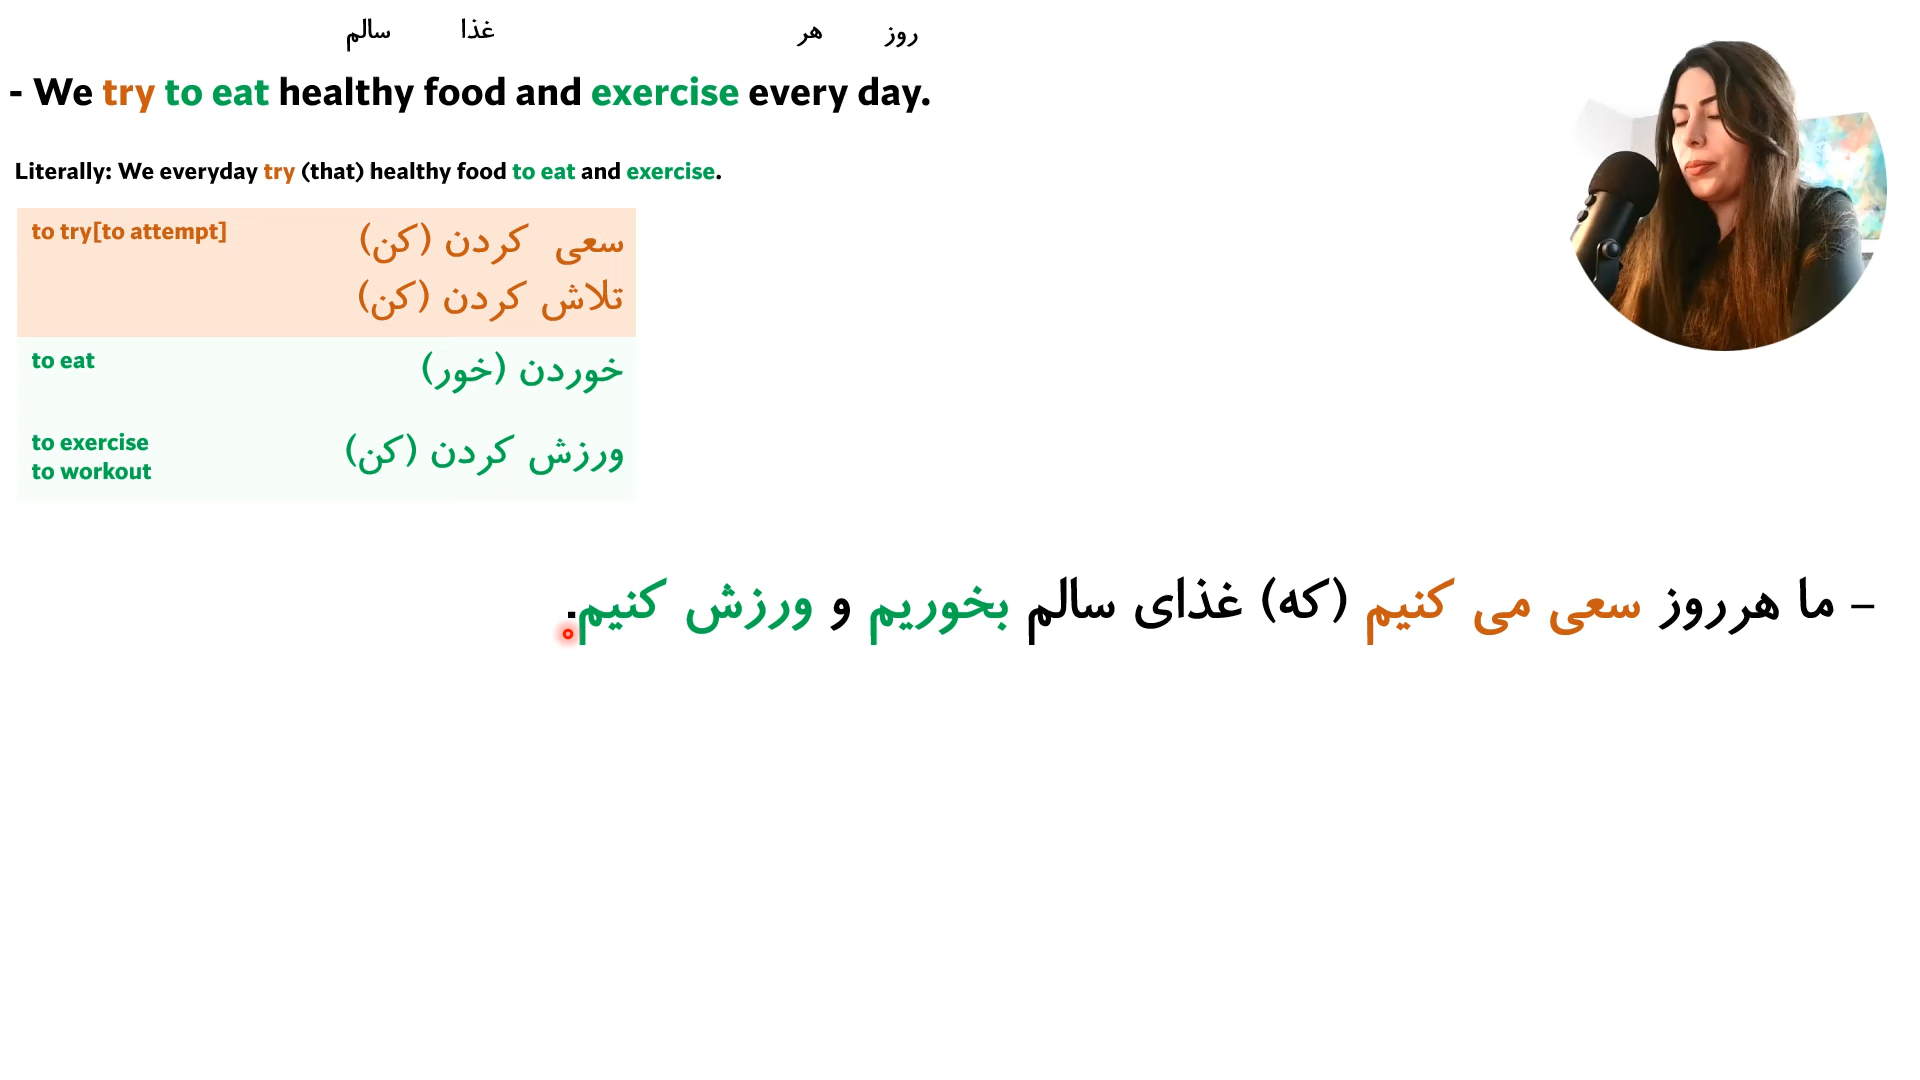 سالم غذا هر روز
- We try to eat healthy food and exercise every day.
Literally: We everyday try (that) healthy food to eat and exercise.
to try[to attempt] سعی کردن (کن)
تلاش کردن (کن)
to eat خوردن (خور)
to exercise ورزش کردن (کن)
to workout
– ما هرروز سعی می کنیم (که) غذای سالم بخوریم و ورزش کنیم.